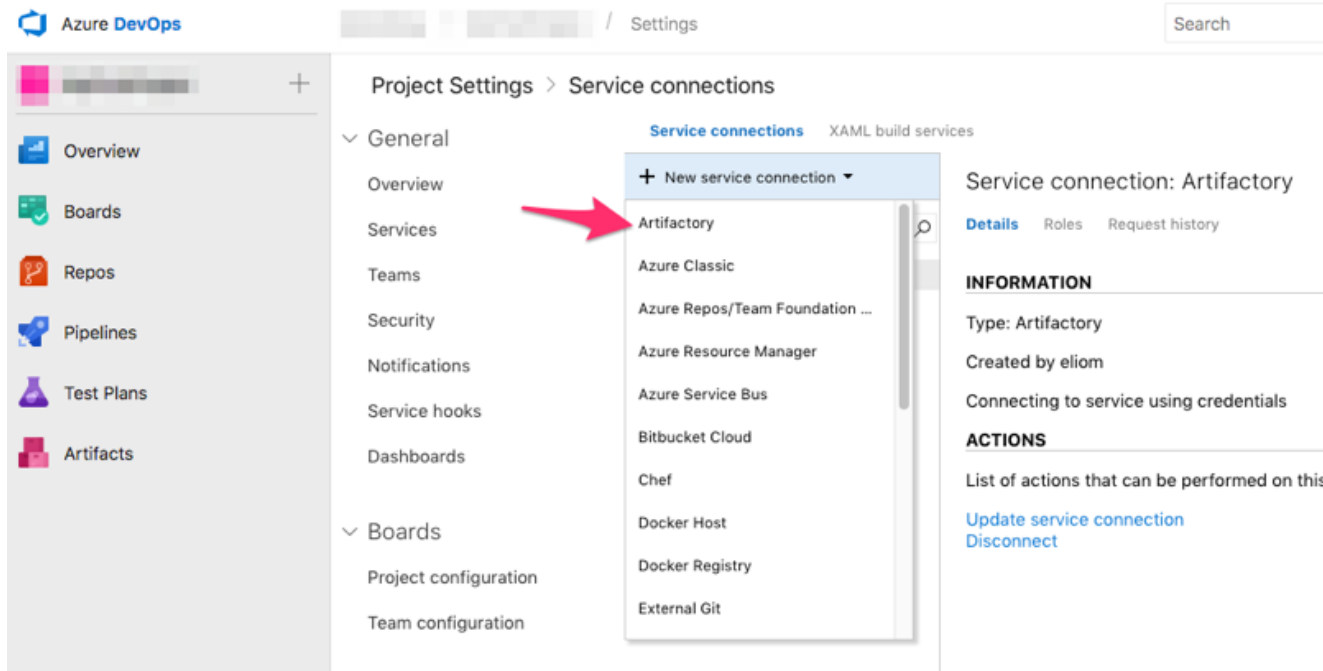 Azure DevOps
/ Settings
Search
Overview
Boards
Repos
Pipelines
Test Plans
Artifacts
Project Settings > Service connections
General
Overview
Services
Teams
Security
Notifications
Service hooks
Dashboards
Boards
Project configuration
Team configuration
Service connections XAML build services
+ New service connection
Artifactory
Azure Classic
Azure Repos/Team Foundation ...
Azure Resource Manager
Azure Service Bus
Bitbucket Cloud
Chef
Docker Host
Docker Registry
External Git
Service connection: Artifactory
Details Roles Request history
INFORMATION
Type: Artifactory
Created by eliom
Connecting to service using credentials
ACTIONS
List of actions that can be performed on this
Update service connection
Disconnect